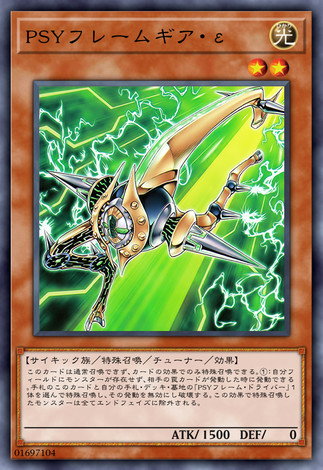 PSYフレームギア・ε
光
【サイキック族／特殊召喚／チューナー／効果】
このカードは通常召喚できず、カードの効果でのみ特殊召喚できる。①：自分フ
ィールドにモンスターが存在せず、相手の罠カードが発動した時に発動できる
。手札のこのカードと自分の手札・デッキ・墓地の「PSYフレーム・ドライバー」1
体を選んで特殊召喚し、その発動を無効にし破壊する。この効果で特殊召喚し
たモンスターは全てエンドフェイズに除外される。
ATK/ 1500 DEF/ 0
01697104